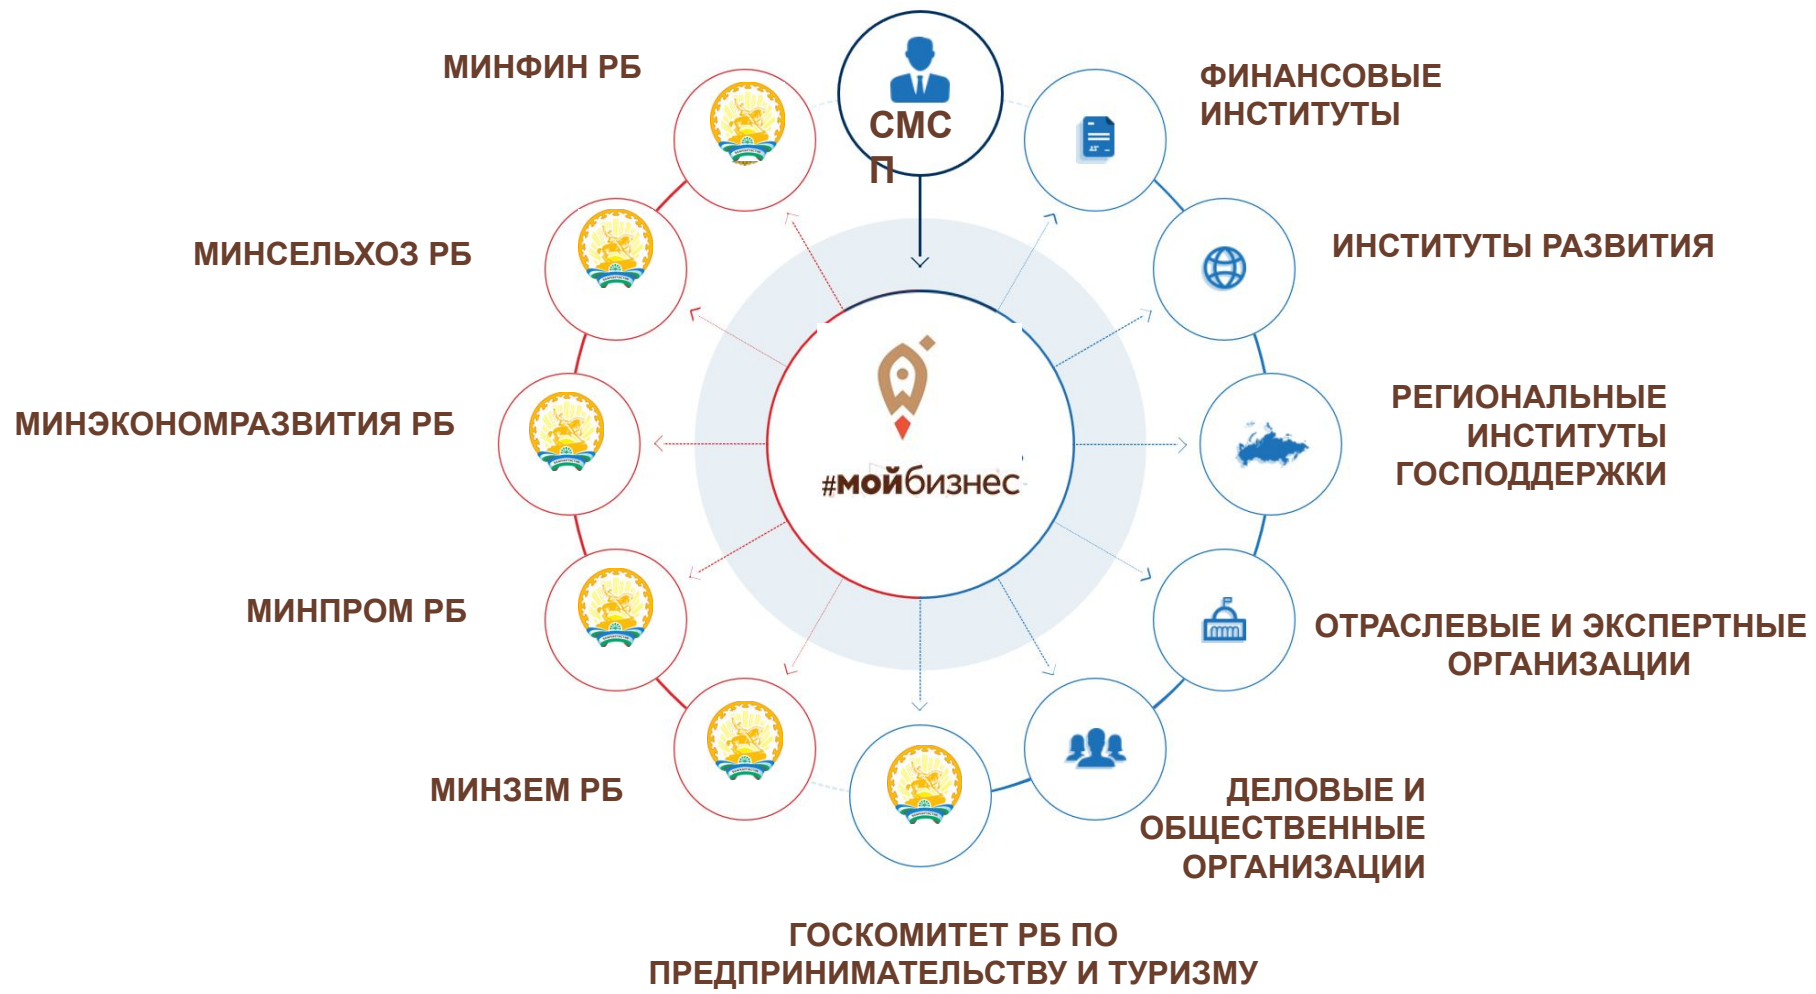 МИНФИН РБ
СМС
П
ФИНАНСОВЫЕ
ИНСТИТУТЫ
МИНСЕЛЬХОЗ РБ
ИНСТИТУТЫ РАЗВИТИЯ
МИНЭКОНОМРАЗВИТИЯ РБ
#мойбизнес
РЕГИОНАЛЬНЫЕ
ИНСТИТУТЫ
ГОСПОДДЕРЖКИ
МИНПРОМ РБ
ОТРАСЛЕВЫЕ И ЭКСПЕРТНЫЕ
ОРГАНИЗАЦИИ
МИНЗЕМ РБ
ДЕЛОВЫЕ И
ОБЩЕСТВЕННЫЕ
ОРГАНИЗАЦИИ
ГОСКОМИТЕТ РБ ПО
ПРЕДПРИНИМАТЕЛЬСТВУ И ТУРИЗМУ